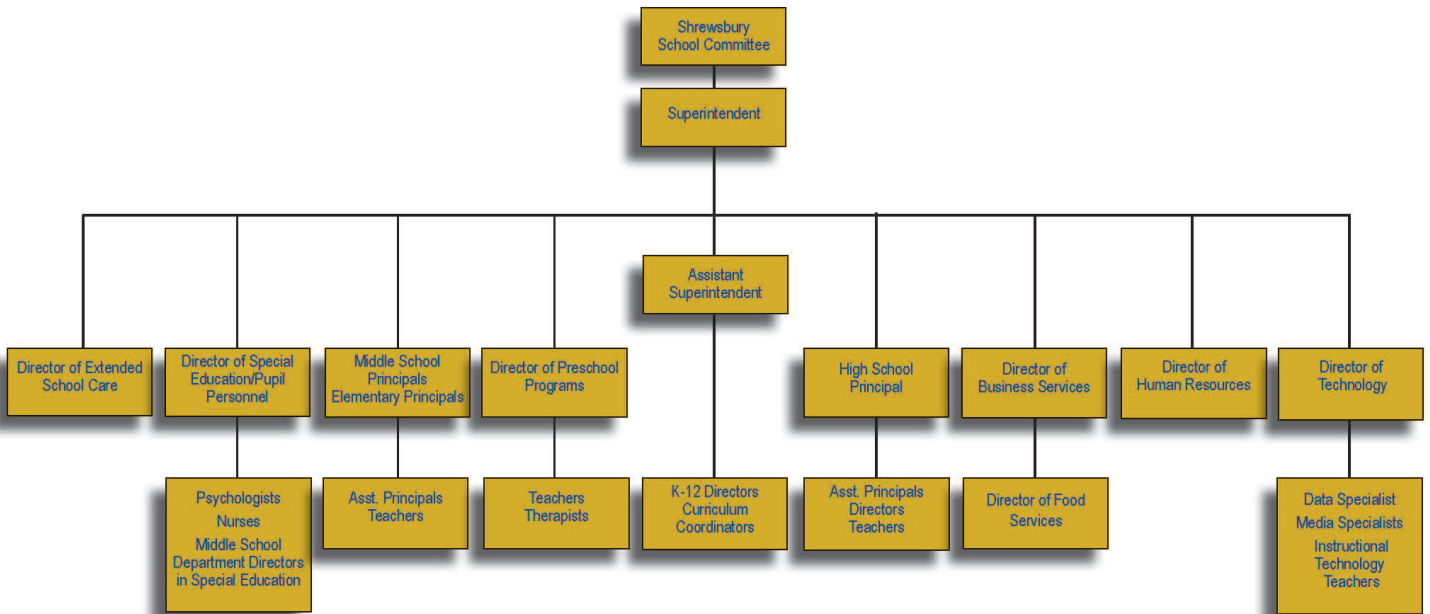 Shrewsbury
School Committee
Superintendent
Assistant
Superintendent
Director of Extended
School Care
Director of Special
Education/Pupil
Personnel
Middle School
Principals
Elementary Principals
Director of Preschool
Programs
High School
Principal
Director of
Business Services
Director of
Human Resources
Director of
Technology
Psychologists
Nurses
Middle School
Department Directors
in Special Education
Asst. Principals
Teachers
Teachers
Therapists
K-12 Directors
Curriculum
Coordinators
Asst. Principals
Directors
Teachers
Director of Food
Services
Data Specialist
Media Specialists
Instructional
Technology
Teachers